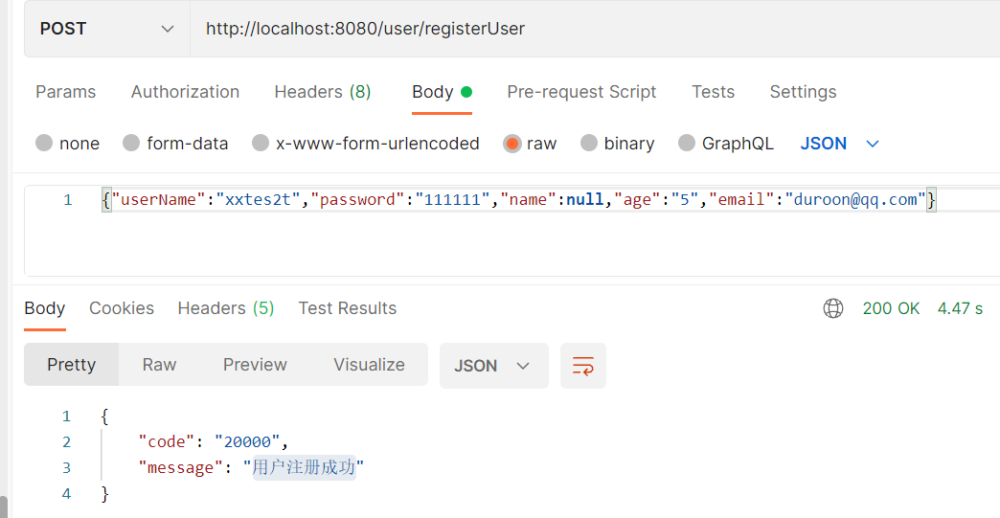 POST http://localhost:8080/user/registerUser
Params Authorization Headers (8) Body Pre-request Script Tests Settings
none form-data x-www-form-urlencoded raw binary GraphQL JSON
1 {"userName":"xxtes2t","password":"111111","name":null,"age":"5","email":"duroon@qq.com"}
Body Cookies Headers (5) Test Results 200 OK 4.47 s
Pretty Raw Preview Visualize JSON
1 {
2 "code": "20000",
3 "message": "用户注册成功"
4 }